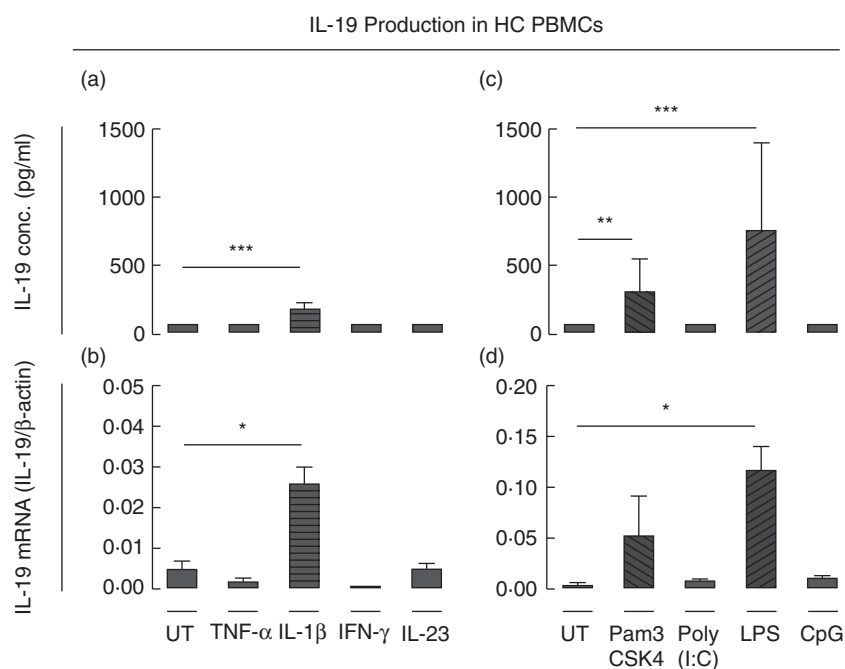 IL-19 Production in HC PBMCs
(a)
IL-19 conc. (pg/ml)
1500
1000
500
0
***
(c)
1500
1000
500
0
**
***
(b)
IL-19 mRNA (IL-19/β-actin)
0·05
0·04
0·03
0·02
0·01
0·00
*
UT
TNF-α
IL-1β
IFN-γ
IL-23
(d)
0·20
0·15
0·10
0·05
0·00
*
UT
Pam3
CSK4
Poly
(I:C)
LPS
CpG